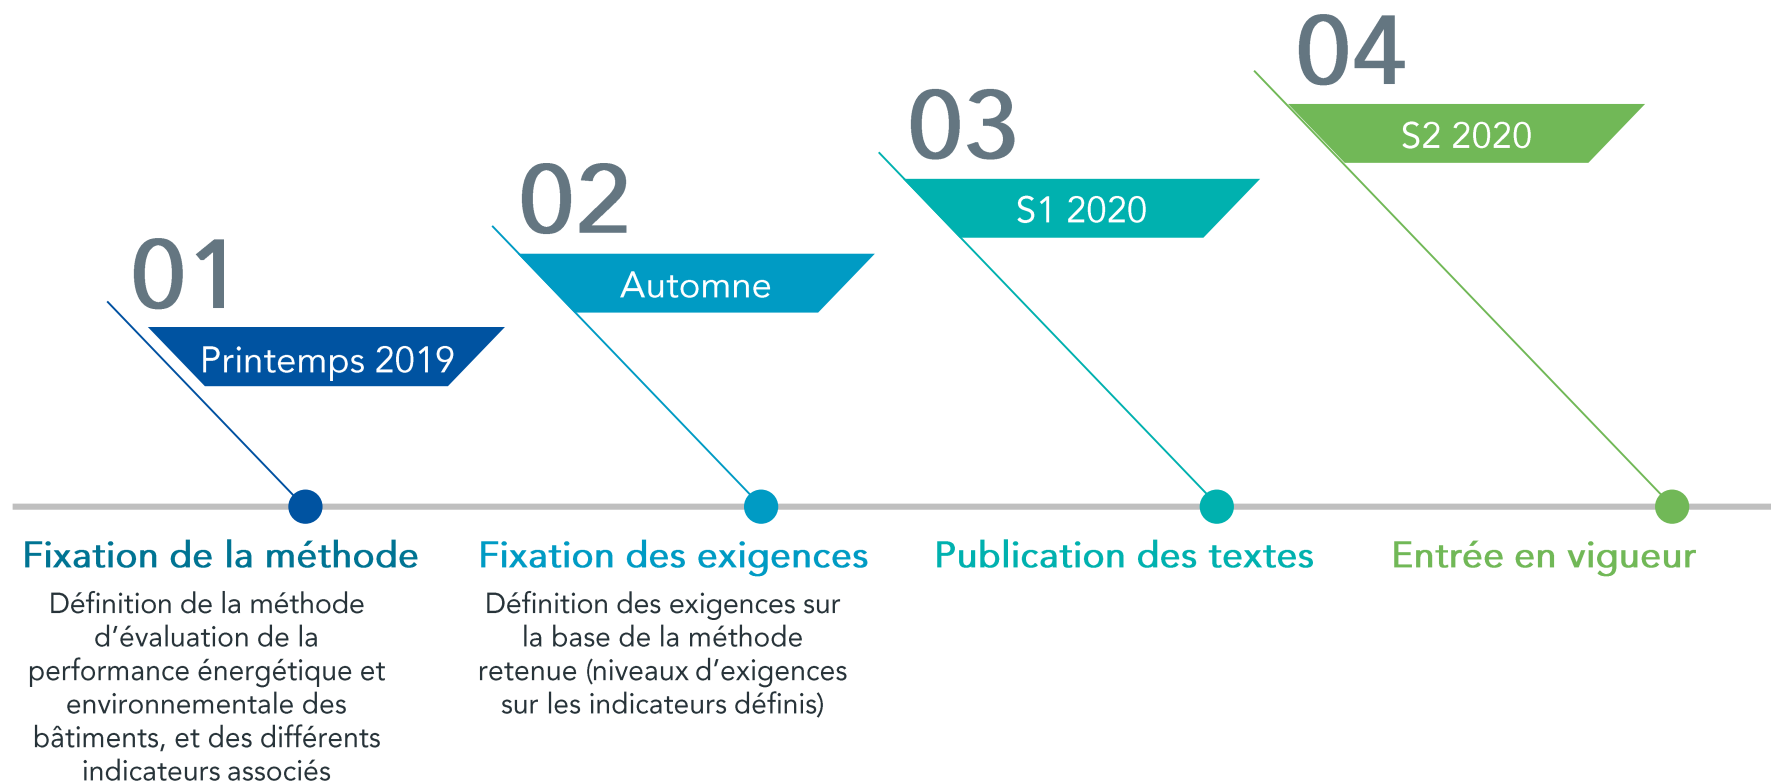 01
Printemps 2019
Fixation de la méthode
Définition de la méthode
d’évaluation de la
performance énergétique et
environnementale des
bâtiments, et des différents
indicateurs associés
02
Automne
Fixation des exigences
Définition des exigences sur
la base de la méthode
retenue (niveaux d’exigences
sur les indicateurs définis)
03
S1 2020
Publication des textes
04
S2 2020
Entrée en vigueur